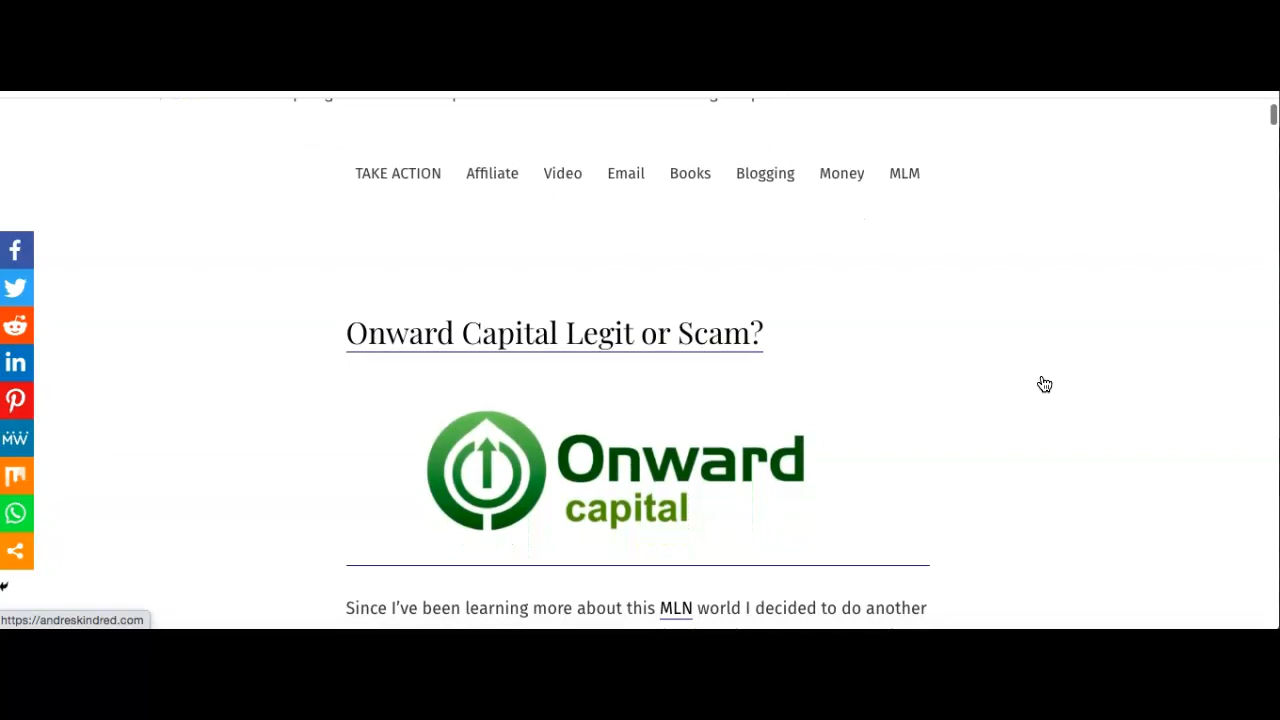 TAKE ACTION Affiliate Video Email Books Blogging Money MLM
Onward Capital Legit or Scam?
Onward
capital
Since I’ve been learning more about this MLN world I decided to do another
MW
https://andreskindred.com